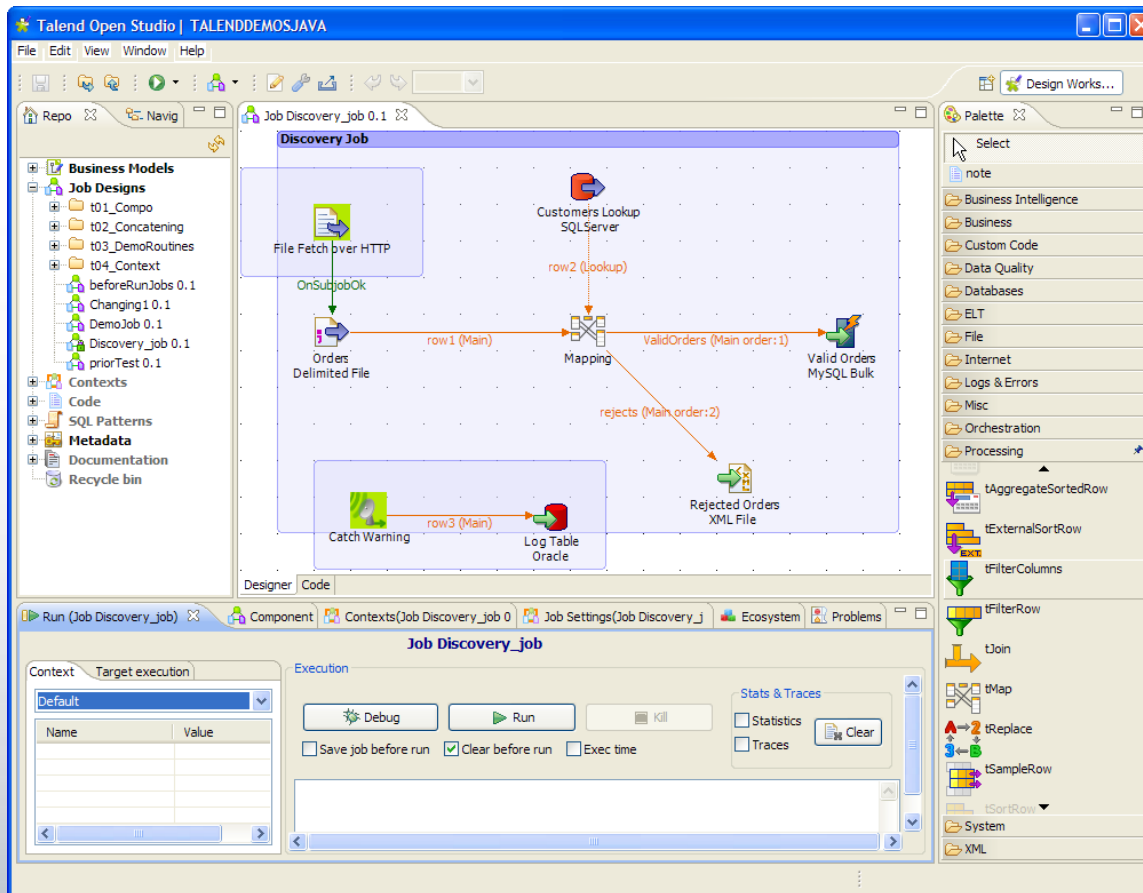 Talend Open Studio | TALENDDEMOSJAVA
File Edit View Window Help
Design Works...
Repo
Navig
Business Models
Job Designs
t01_Compo
t02_Concatening
t03_DemoRoutines
t04_Context
beforeRunJobs 0.1
Changing1 0.1
DemoJob 0.1
Discovery_job 0.1
priorTest 0.1
Contexts
Code
SQL Patterns
Metadata
Documentation
Recycle bin
Job Discovery_job 0.1
Discovery Job
File Fetch over HTTP
Customers Lookup
SQLServer
OnSubjobOk
row2 (Lookup)
row1 (Main)
ValidOrders (Main order:1)
Orders
Delimited File
Mapping
Valid Orders
MySQL Bulk
rejects (Main order:2)
Rejected Orders
XML File
Catch Warning
row3 (Main)
Log Table
Oracle
Designer Code
Palette
Select
note
Business Intelligence
Business
Custom Code
Data Quality
Databases
ELT
File
Internet
Logs & Errors
Misc
Orchestration
Processing
tAggregateSortedRow
tExternalSortRow
EXT.
tFilterColumns
tFilterRow
tJoin
tMap
A 2
3 B
tReplace
tSampleRow
tSortRow
System
XML
Run (Job Discovery_job)
Component
Contexts(Job Discovery_job 0
Job Settings(Job Discovery_j
Ecosystem
Problems
Job Discovery_job
Context
Target execution
Default
Name Value
Execution
Debug
Run
Kill
Save job before run
Clear before run
Exec time
Stats & Traces
Statistics
Traces
Clear